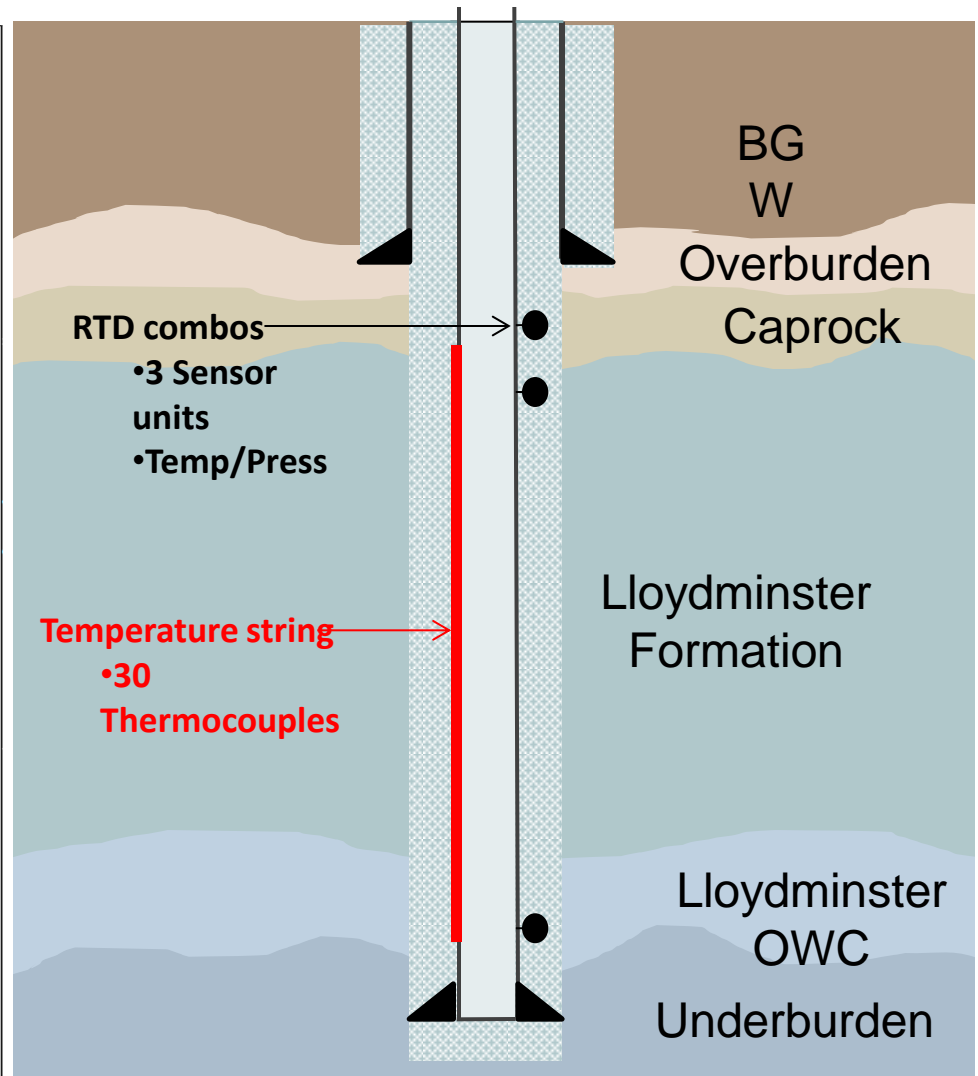 BG
W
Overburden
Caprock
RTD combos
•3 Sensor
units
•Temp/Press
Lloydminster
Formation
Temperature string
•30
Thermocouples
Lloydminster
OWC
Underburden